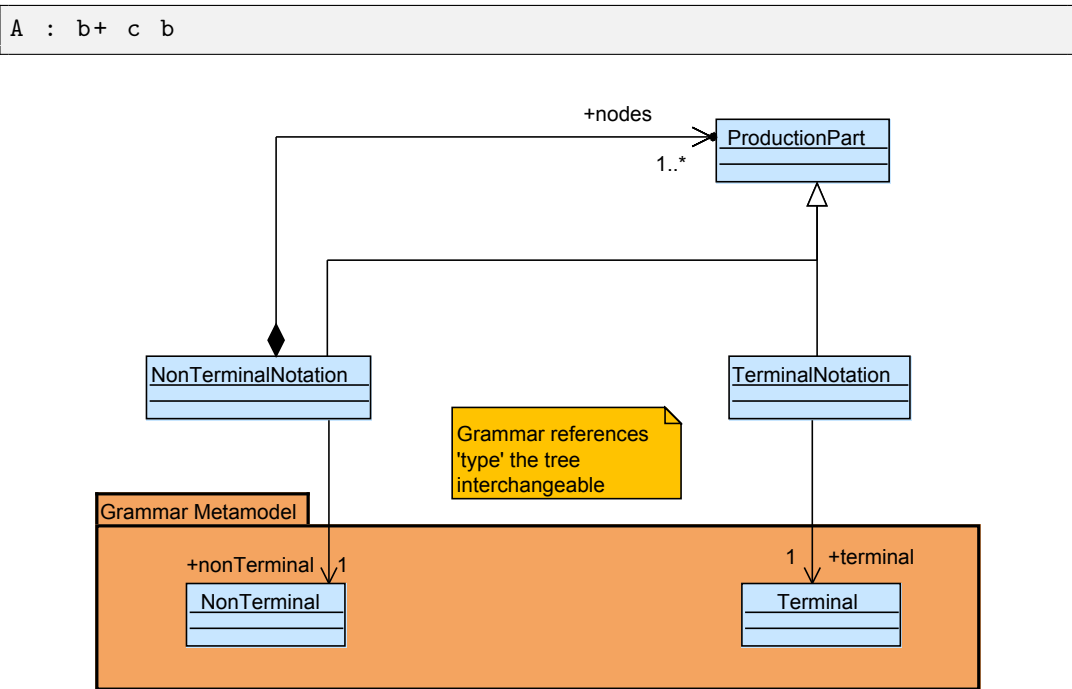 A : b+ c b
+nodes
ProductionPart
1..*
NonTerminalNotation
TerminalNotation
Grammar references
'type' the tree
interchangeable
Grammar Metamodel
+nonTerminal
1
1
+terminal
NonTerminal
Terminal